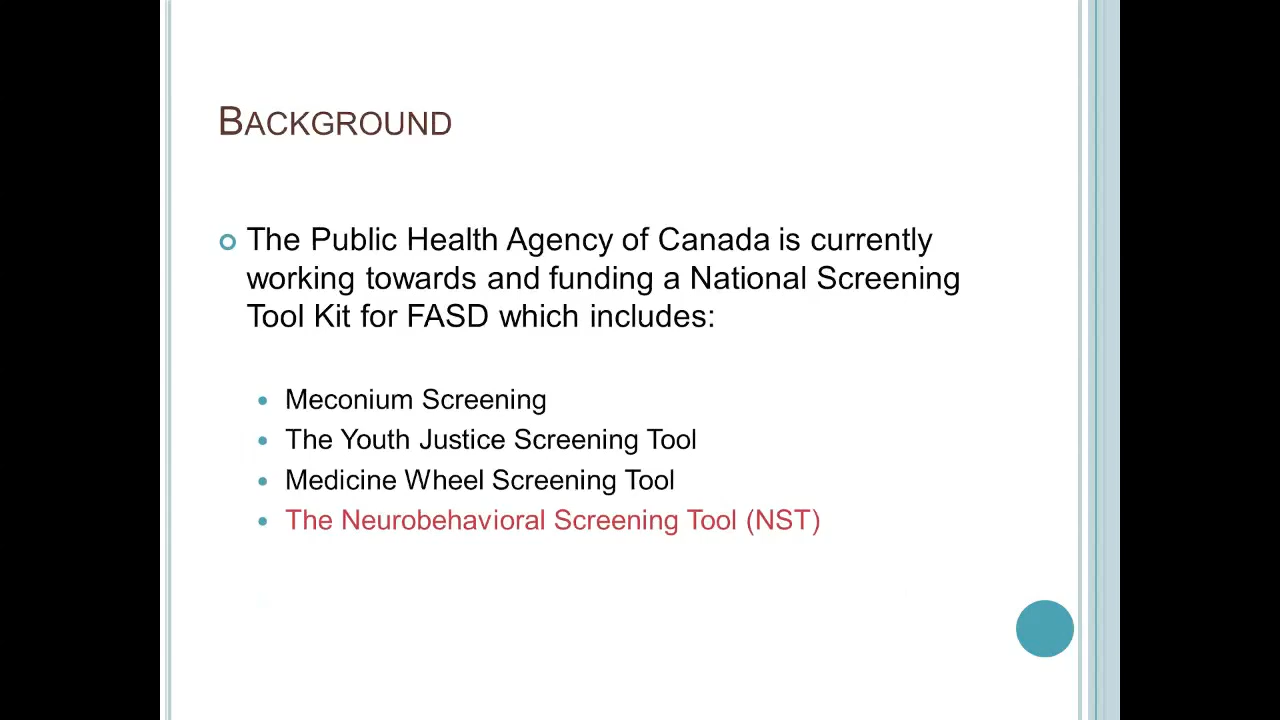 BACKGROUND
The Public Health Agency of Canada is currently
working towards and funding a National Screening
Tool Kit for FASD which includes:
Meconium Screening
The Youth Justice Screening Tool
Medicine Wheel Screening Tool
The Neurobehavioral Screening Tool (NST)